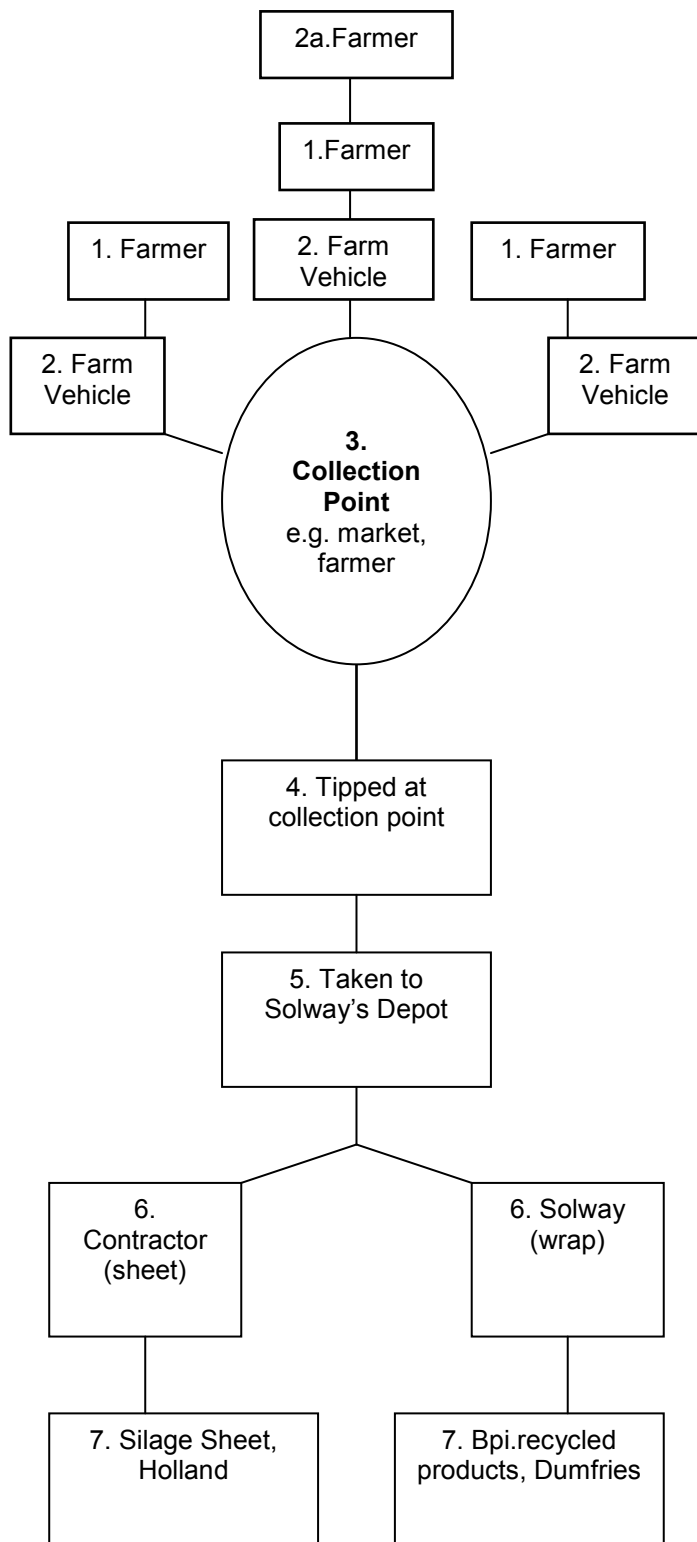 2a.Farmer
1.Farmer
1. Farmer
2. Farm
Vehicle
1. Farmer
2. Farm
Vehicle
2. Farm
Vehicle
3.
Collection
Point
e.g. market,
farmer
4. Tipped at
collection point
5. Taken to
Solway’s Depot
6.
Contractor
(sheet)
6. Solway
(wrap)
7. Silage Sheet,
Holland
7. Bpi.recycled
products, Dumfries